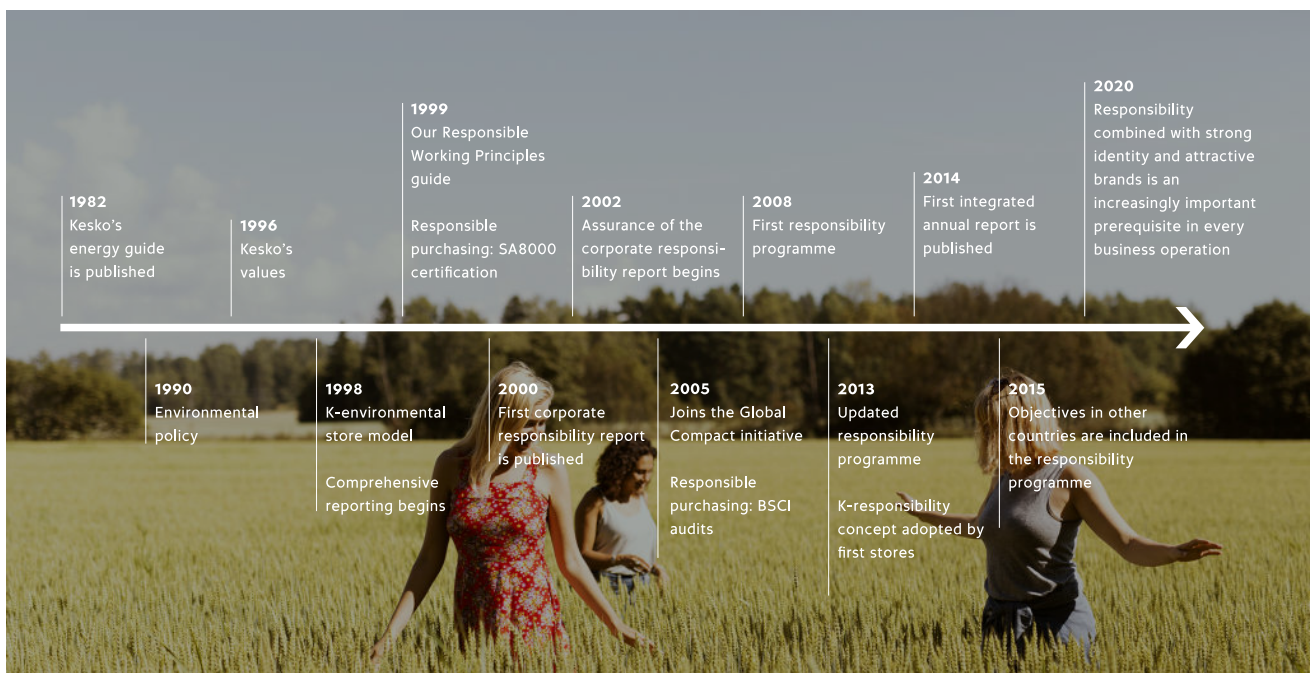 1982
Kesko's
energy guide
is published
1990
Environmental
policy
1996
Kesko's
values
1998
K-environmental
store model
Comprehensive
reporting begins
1999
Our Responsible
Working Principles
guide
Responsible
purchasing: SA8000
certification
2000
First corporate
responsibility report
is published
2002
Assurance of the
corporate responsi-
bility report begins
2005
Joins the Global
Compact initiative
Responsible
purchasing: BSCI
audits
2008
First responsibility
programme
2013
Updated
responsibility
programme
K-responsibility
concept adopted by
first stores
2014
First integrated
annual report is
published
2015
Objectives in other
countries are included in
the responsibility
programme
2020
Responsibility
combined with strong
identity and attractive
brands is an
increasingly important
prerequisite in every
business operation